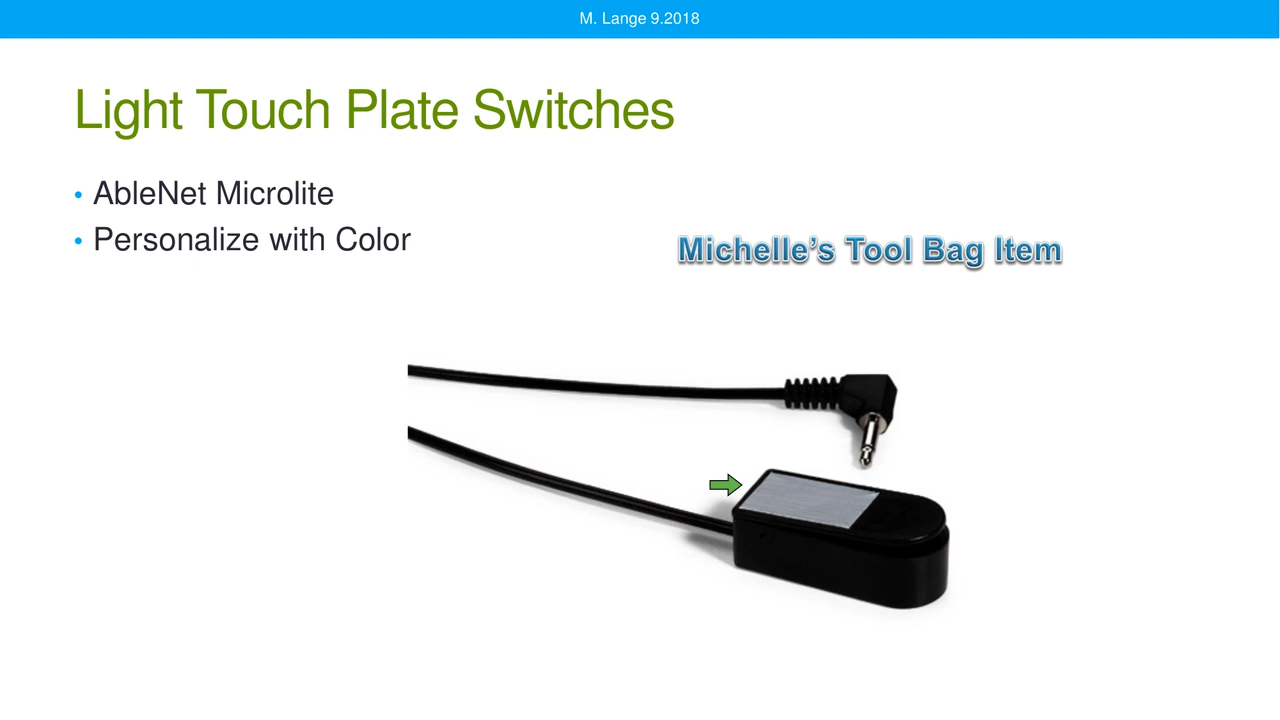 M. Lange 9.2018
Light Touch Plate Switches
• AbleNet Microlite
• Personalize with Color
Michelle’s Tool Bag Item